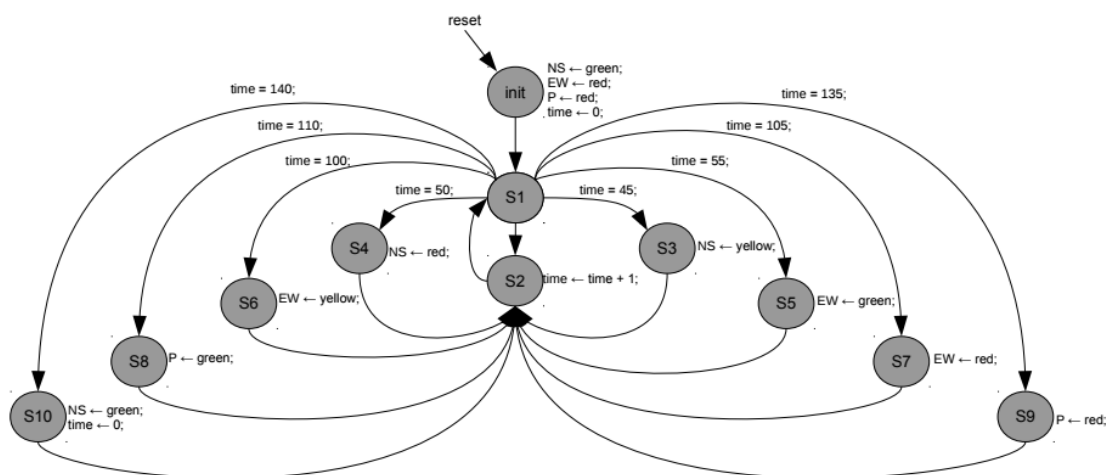 reset
init
NS ← green;
EW ← red;
P ← red;
time ← 0;
time = 140;
time = 135;
time = 110;
time = 105;
time = 100;
time = 55;
time = 50;
S1
time = 45;
S4
NS ← red;
S3
NS ← yellow;
S2
time ← time + 1;
S6
EW ← yellow;
S5
EW ← green;
S8
P ← green;
S7
EW ← red;
S10
NS ← green;
time ← 0;
S9
P ← red;